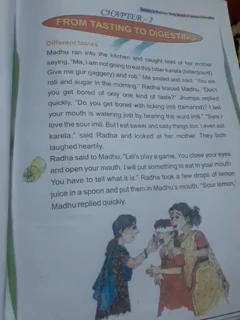 CHAPTER - 2
FROM TASTING TO DIGESTING
Different tastes
Madhu ran into the kitchen and caught hold of her mother
saying, "Ma, I am not going to eat this bitter karela (bitter gourd).
Give me gur (jaggery) and roti." Ma smiled and said, "You ate
roti and sugar in the morning." Radha teased Madhu, "Don't
you get bored of only one kind of taste?" Jhumpa replied
quickly, "Do you get bored with licking imli (tamarind)? I bet
your mouth is watering just by hearing the word imli." "Sure I
love the sour imli. But I eat sweet and salty things too. I even eat
karela," said Radha and looked at her mother. They both
laughed heartily.
Radha said to Madhu, "Let's play a game. You close your eyes
and open your mouth. I will put something to eat in your mouth.
You have to tell what it is." Radha took a few drops of lemon
juice in a spoon and put them in Madhu's mouth. "Sour lemon,"
Madhu replied quickly.